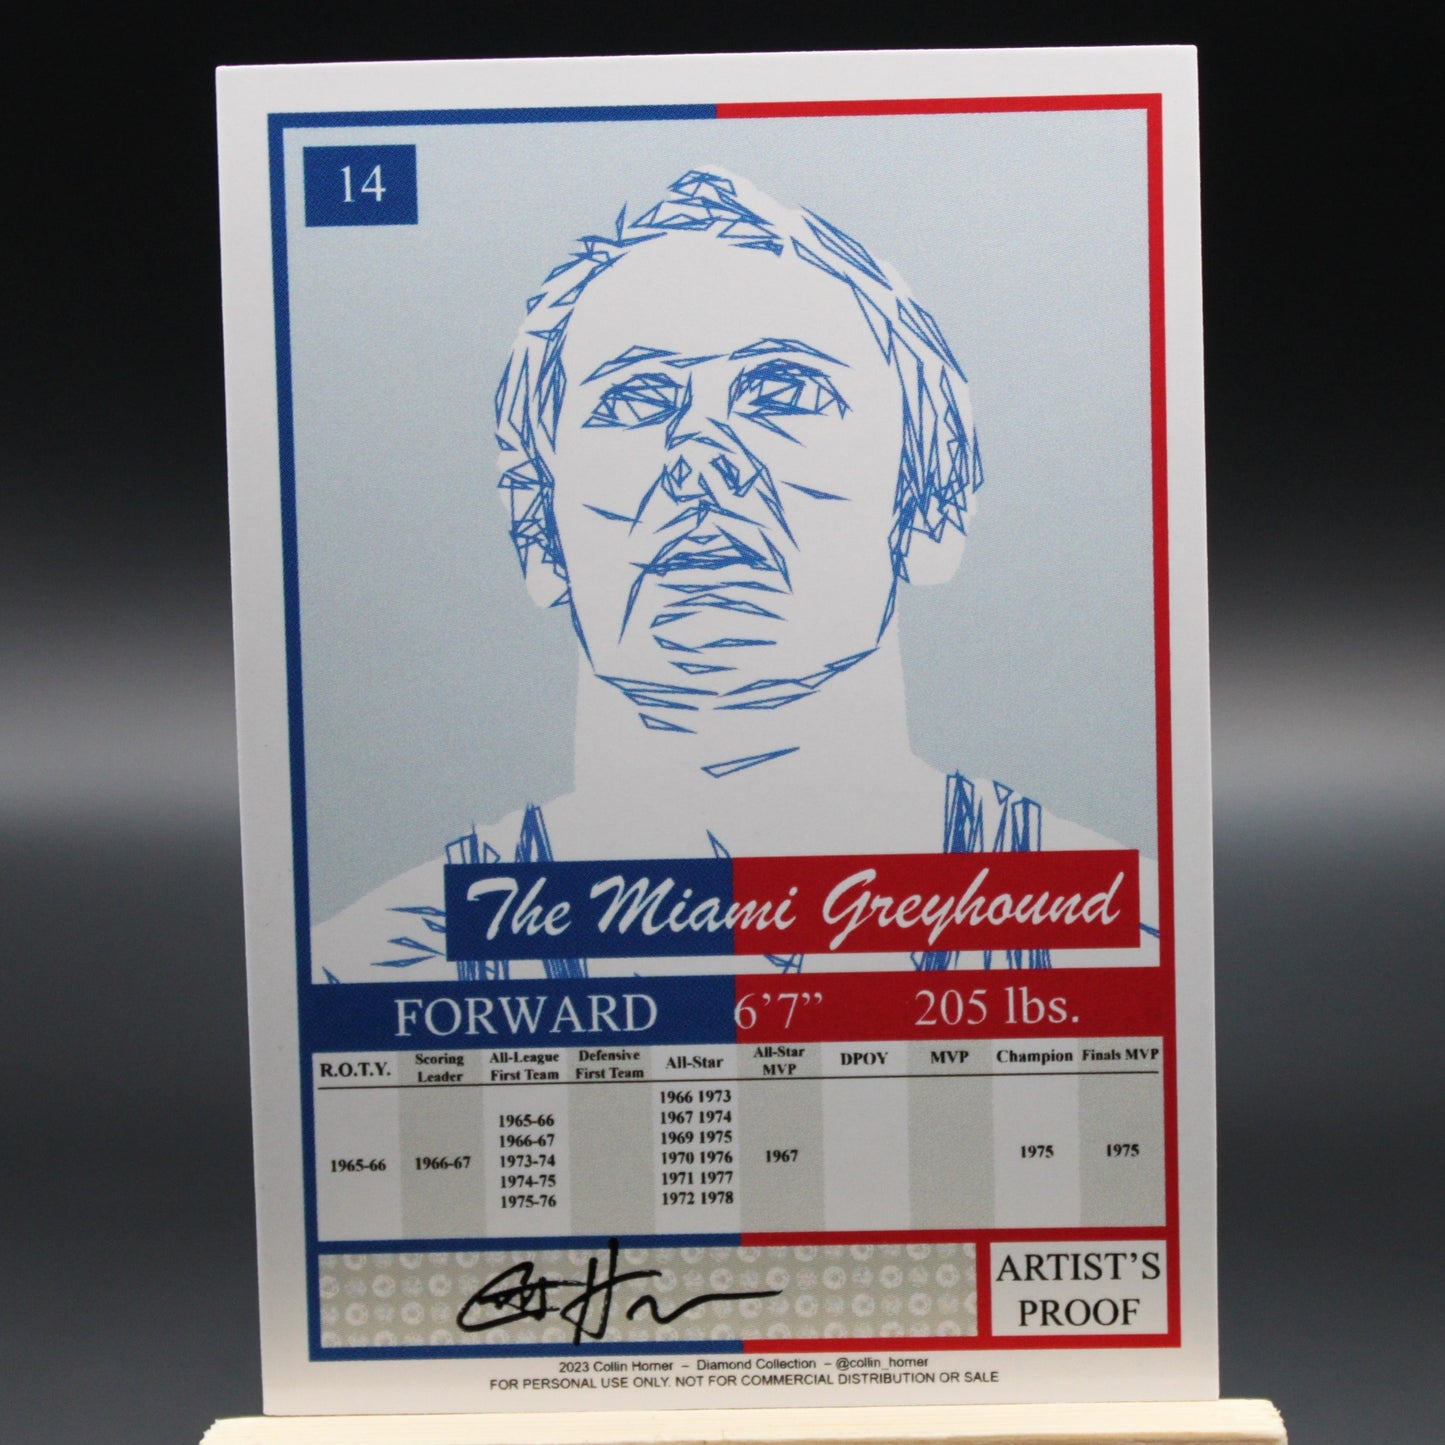 14
The Miami Greyhound
FORWARD 6’7” 205 lbs.
R.O.T.Y. Scoring Leader All-League First Team Defensive First Team All-Star All-Star MVP DPOY MVP Champion Finals MVP
1966 1973
1965-66 1967 1974
1966-67 1969 1975
1965-66 1966-67 1973-74 1970 1976 1967 1975 1975
1974-75 1971 1977
1975-76 1972 1978
ARTIST’S
PROOF
2023 Collin Horner – Diamond Collection – @collin_horner
FOR PERSONAL USE ONLY. NOT FOR COMMERCIAL DISTRIBUTION OR SALE